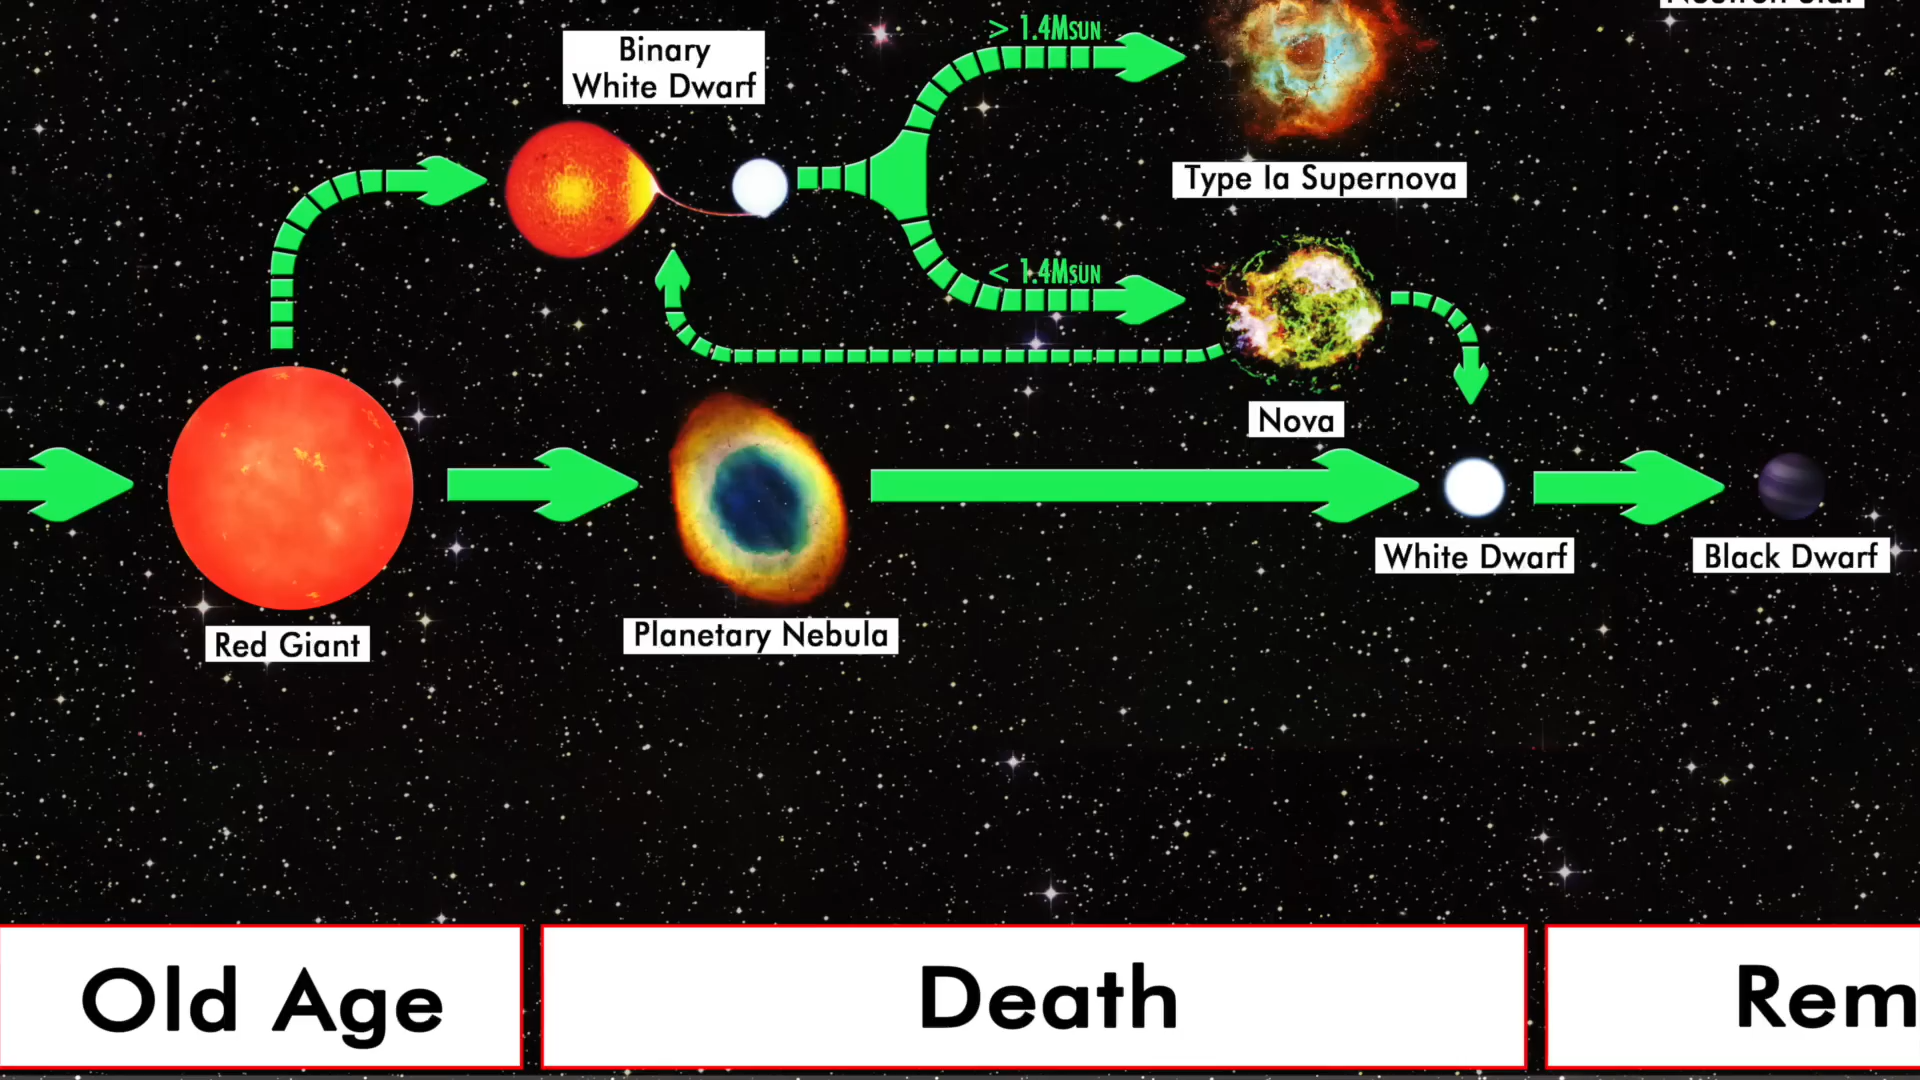 Binary
White Dwarf
> 1.4MSUN
Type Ia Supernova
< 1.4MSUN
Nova
Red Giant
Planetary Nebula
White Dwarf
Black Dwarf
Old Age
Death
Rem